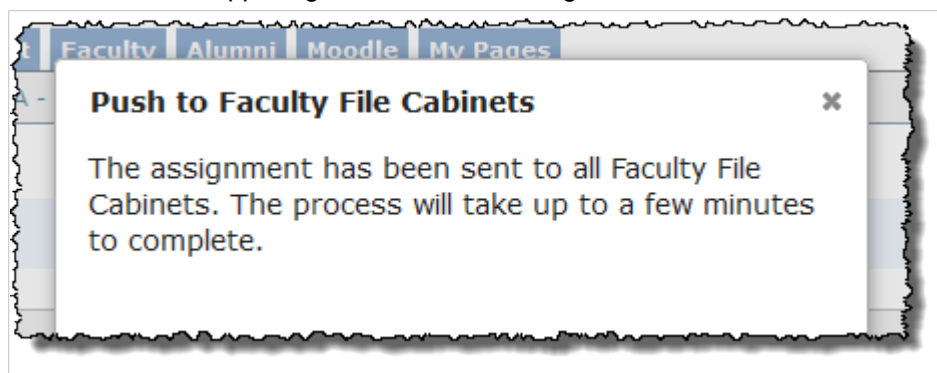 Faculty Alumni Moodle My Pages
A -
Push to Faculty File Cabinets
The assignment has been sent to all Faculty File
Cabinets. The process will take up to a few minutes
to complete.